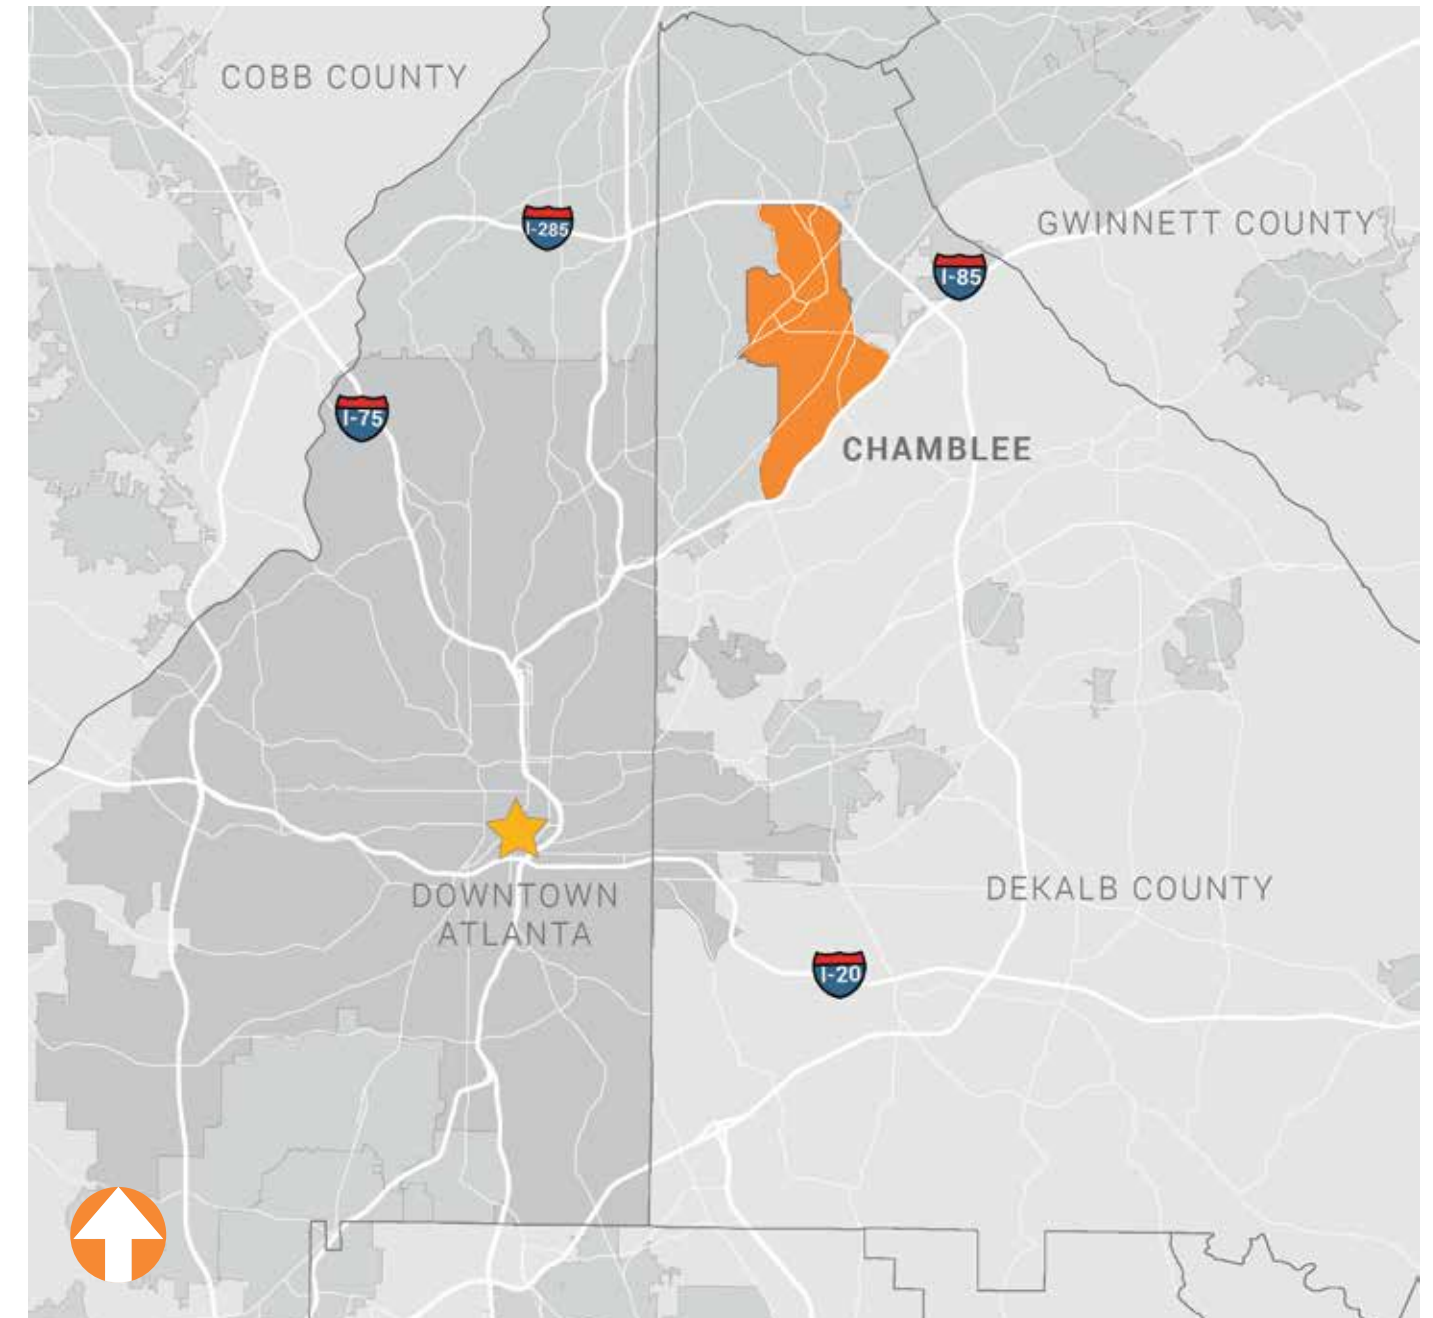 COBB COUNTY
I-285
GWINNETT COUNTY
I-85
I-75
CHAMBLEE
DOWNTOWN
ATLANTA
DEKALB COUNTY
I-20